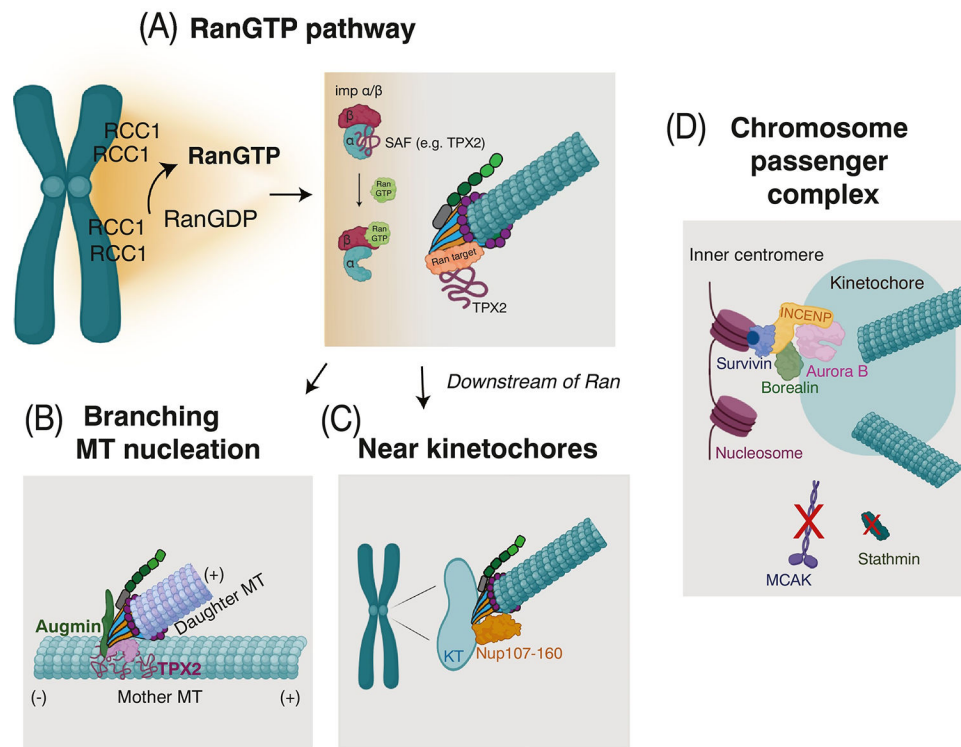 (A) RanGTP pathway
RCC1
RCC1
RanGTP
RanGDP
RCC1
RCC1
imp α/β
β
α
SAF (e.g. TPX2)
Ran
GTP
β
Ran
GTP
α
Ran target
TPX2
Downstream of Ran
(B) Branching
MT nucleation
Augmin
(+)
Daughter MT
TPX2
(-)
Mother MT
(+)
(C)
Near kinetochores
KT
Nup107-160
(D) Chromosome
passenger
complex
Inner centromere
Kinetochore
INCENP
Survivin
Aurora B
Borealin
Nucleosome
X
X
MCAK
Stathmin